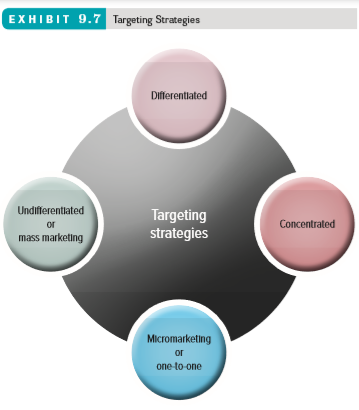 EXHIBIT 9.7 Targeting Strategies
Differentiated
Undifferentiated
or
mass marketing
Targeting
strategies
Concentrated
Micromarketing
or
one-to-one